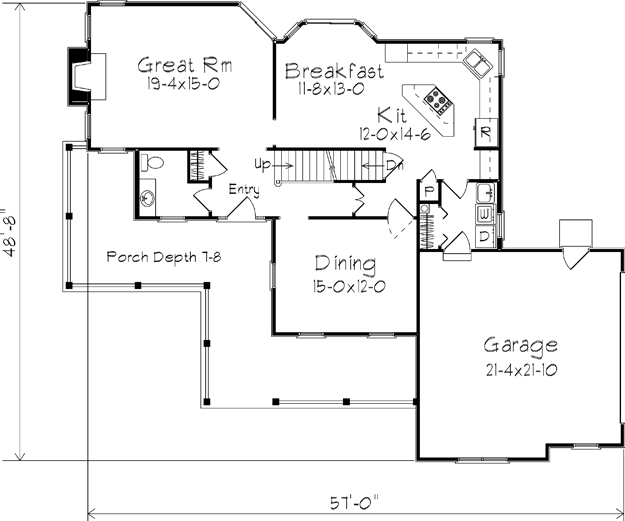 Great Rm
19-4x15-0
Breakfast
11-8x13-0
Kit
12-0x14-6
R
Up
Dn
P
Entry
W
D
Porch Depth 7-8
Dining
15-0x12-0
Garage
21-4x21-10
48'-8"
57'-0"